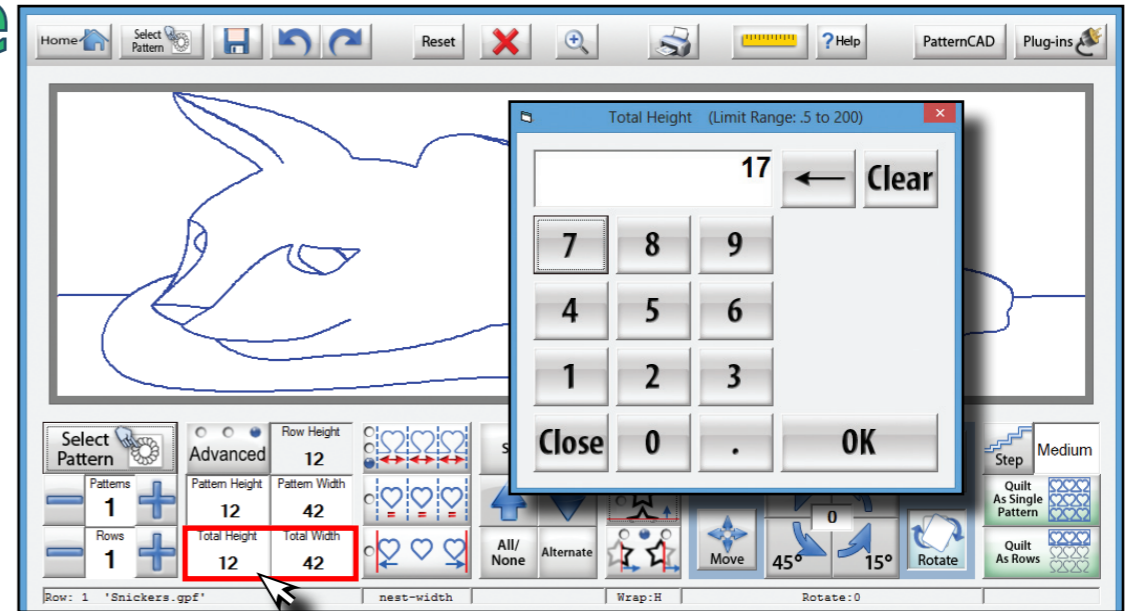 e
Home
Select
Pattern
Reset
?Help
PatternCAD
Plug-ins
Total Height (Limit Range: .5 to 200)
17
← Clear
7 8 9
4 5 6
1 2 3
Close 0 . OK
Select
Pattern
Advanced
Row Height
12
S
Step
Medium
Patterns
1
Pattern Height
12
Pattern Width
42
0
Quilt
As Single
Pattern
Rows
1
Total Height
12
Total Width
42
All/
None
Alternate
Move
45°
15°
Rotate
Quilt
As Rows
Row: 1 'Snickers.gpf'
nest-width
Wrap:H
Rotate:0